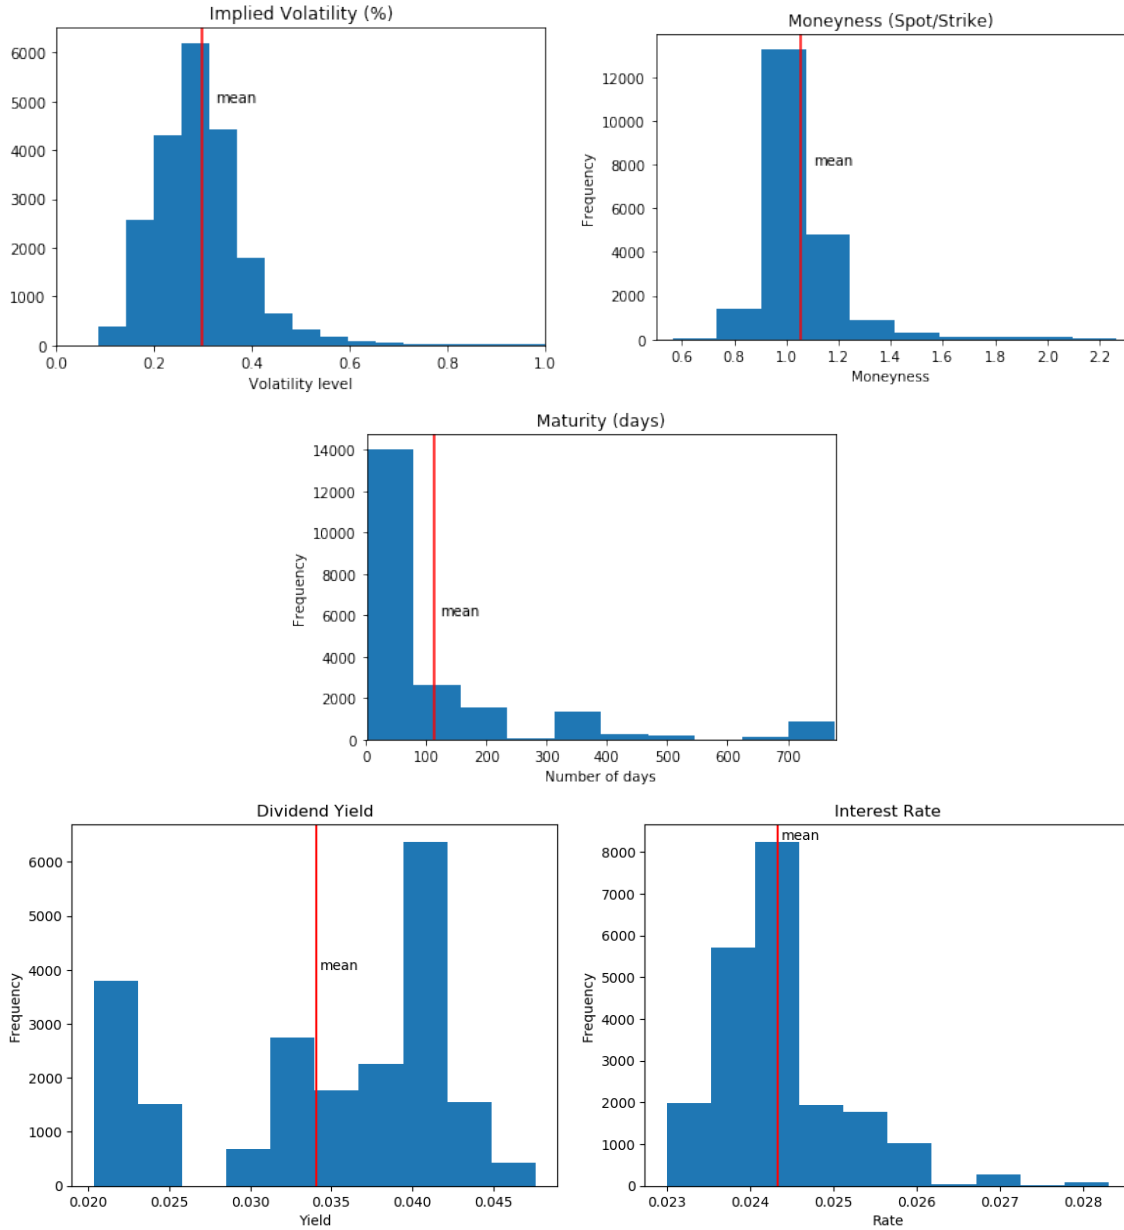 Implied Volatility (%)
6000
5000
4000
3000
2000
1000
0
mean
0.0 0.2 0.4 0.6 0.8 1.0
Volatility level
Moneyness (Spot/Strike)
Frequency
12000
10000
8000
6000
4000
2000
0
mean
0.6 0.8 1.0 1.2 1.4 1.6 1.8 2.0 2.2
Moneyness
Maturity (days)
Frequency
14000
12000
10000
8000
6000
4000
2000
0
mean
0 100 200 300 400 500 600 700
Number of days
Dividend Yield
Frequency
6000
5000
4000
3000
2000
1000
0
mean
0.020 0.025 0.030 0.035 0.040 0.045
Yield
Interest Rate
Frequency
8000
7000
6000
5000
4000
3000
2000
1000
0
mean
0.023 0.024 0.025 0.026 0.027 0.028
Rate